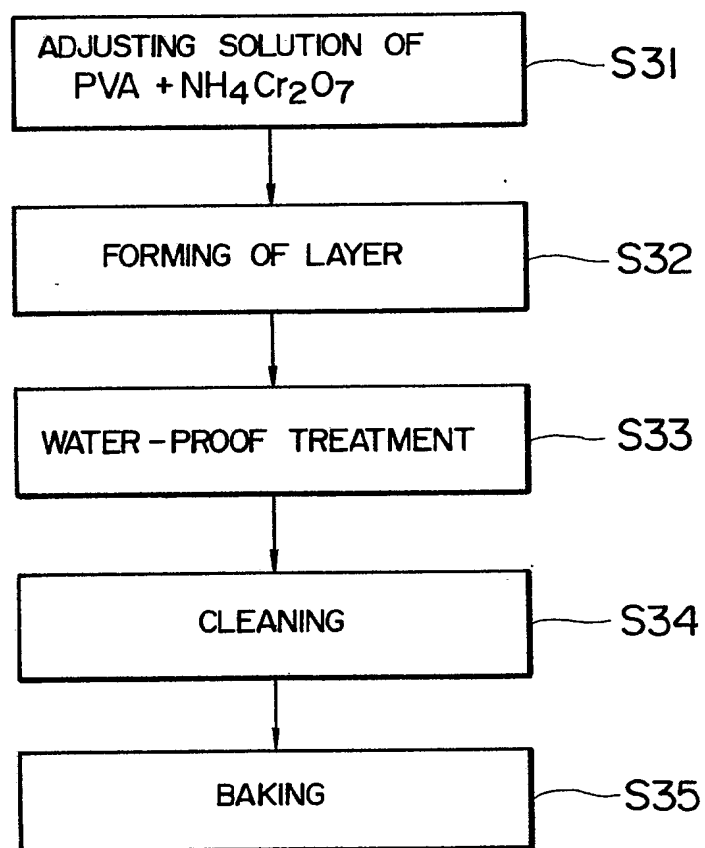 ADJUSTING SOLUTION OF
PVA + NH₄Cr₂O₇
S31
FORMING OF LAYER
S32
WATER-PROOF TREATMENT
S33
CLEANING
S34
BAKING
S35